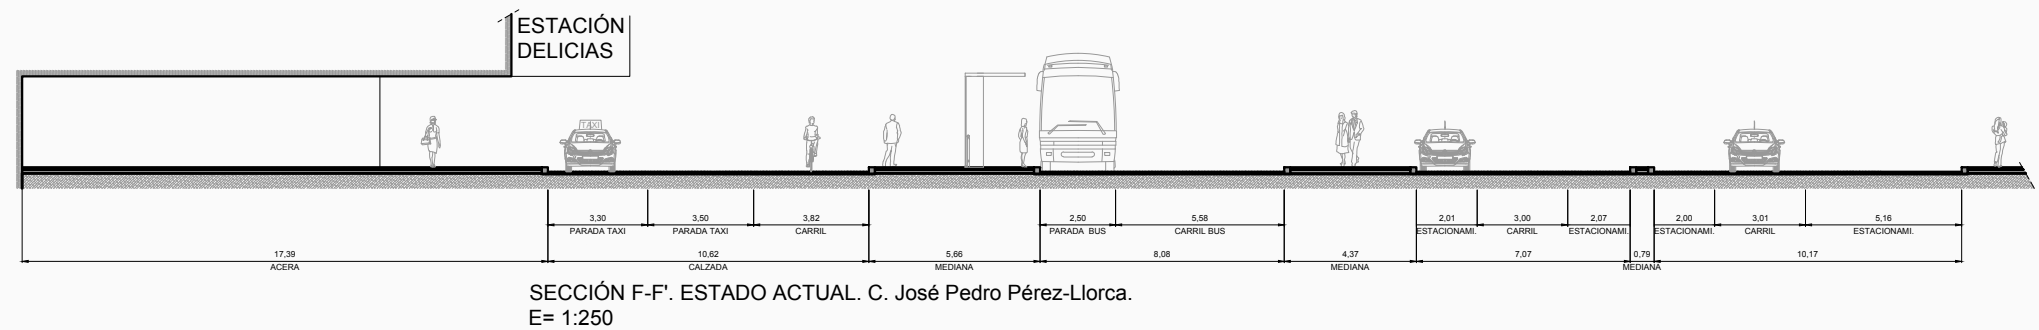 ESTACIÓN
DELICIAS
TAXI
3,30
3,50
3,82
2,50
5,58
2,01
3,00
2,07
2,00
3,01
5,16
PARADA TAXI
PARADA TAXI
CARRIL
PARADA BUS
CARRIL BUS
ESTACIONAMI.
CARRIL
ESTACIONAMI.
ESTACIONAMI.
CARRIL
ESTACIONAMI.
17,39
10,62
5,66
8,08
4,37
7,07
0,79
10,17
ACERA
CALZADA
MEDIANA
MEDIANA
MEDIANA
SECCIÓN F-F'. ESTADO ACTUAL. C. José Pedro Pérez-Llorca.
E= 1:250